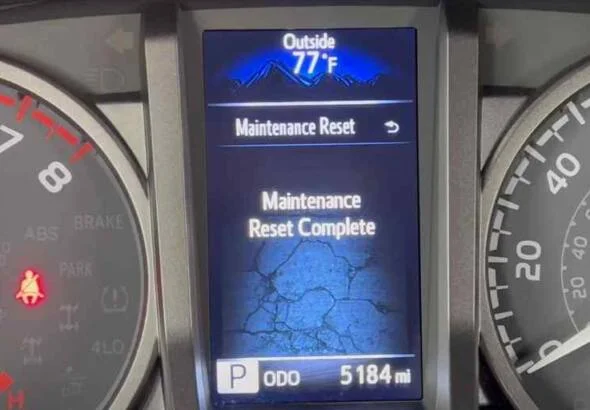 Outside
77°F
Maintenance Reset
Maintenance
Reset Complete
P ODO 5184 mi
7
8
ABS
BRAKE
PARK
4LO
H
40
20
0
40
20